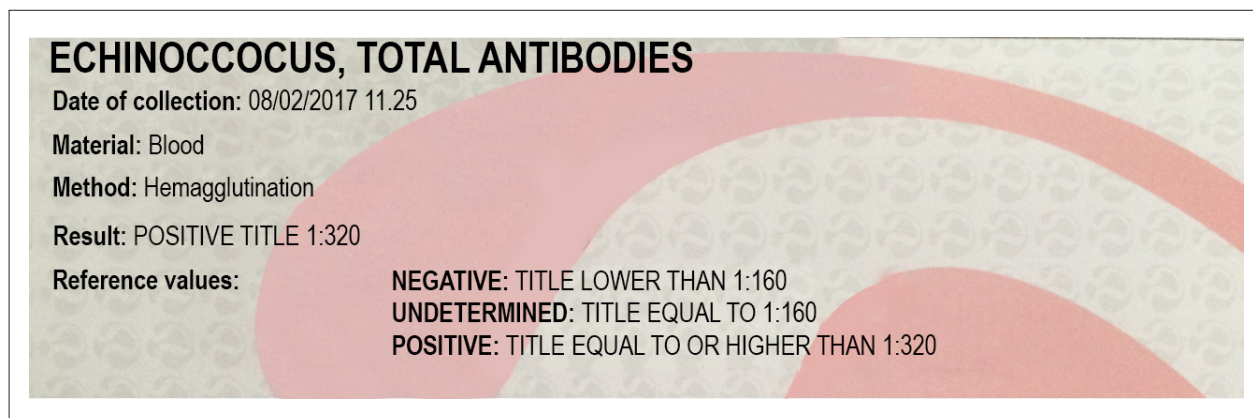 ECHINOCCOCUS, TOTAL ANTIBODIES
Date of collection: 08/02/2017 11.25
Material: Blood
Method: Hemagglutination
Result: POSITIVE TITLE 1:320
Reference values: NEGATIVE: TITLE LOWER THAN 1:160
UNDETERMINED: TITLE EQUAL TO 1:160
POSITIVE: TITLE EQUAL TO OR HIGHER THAN 1:320